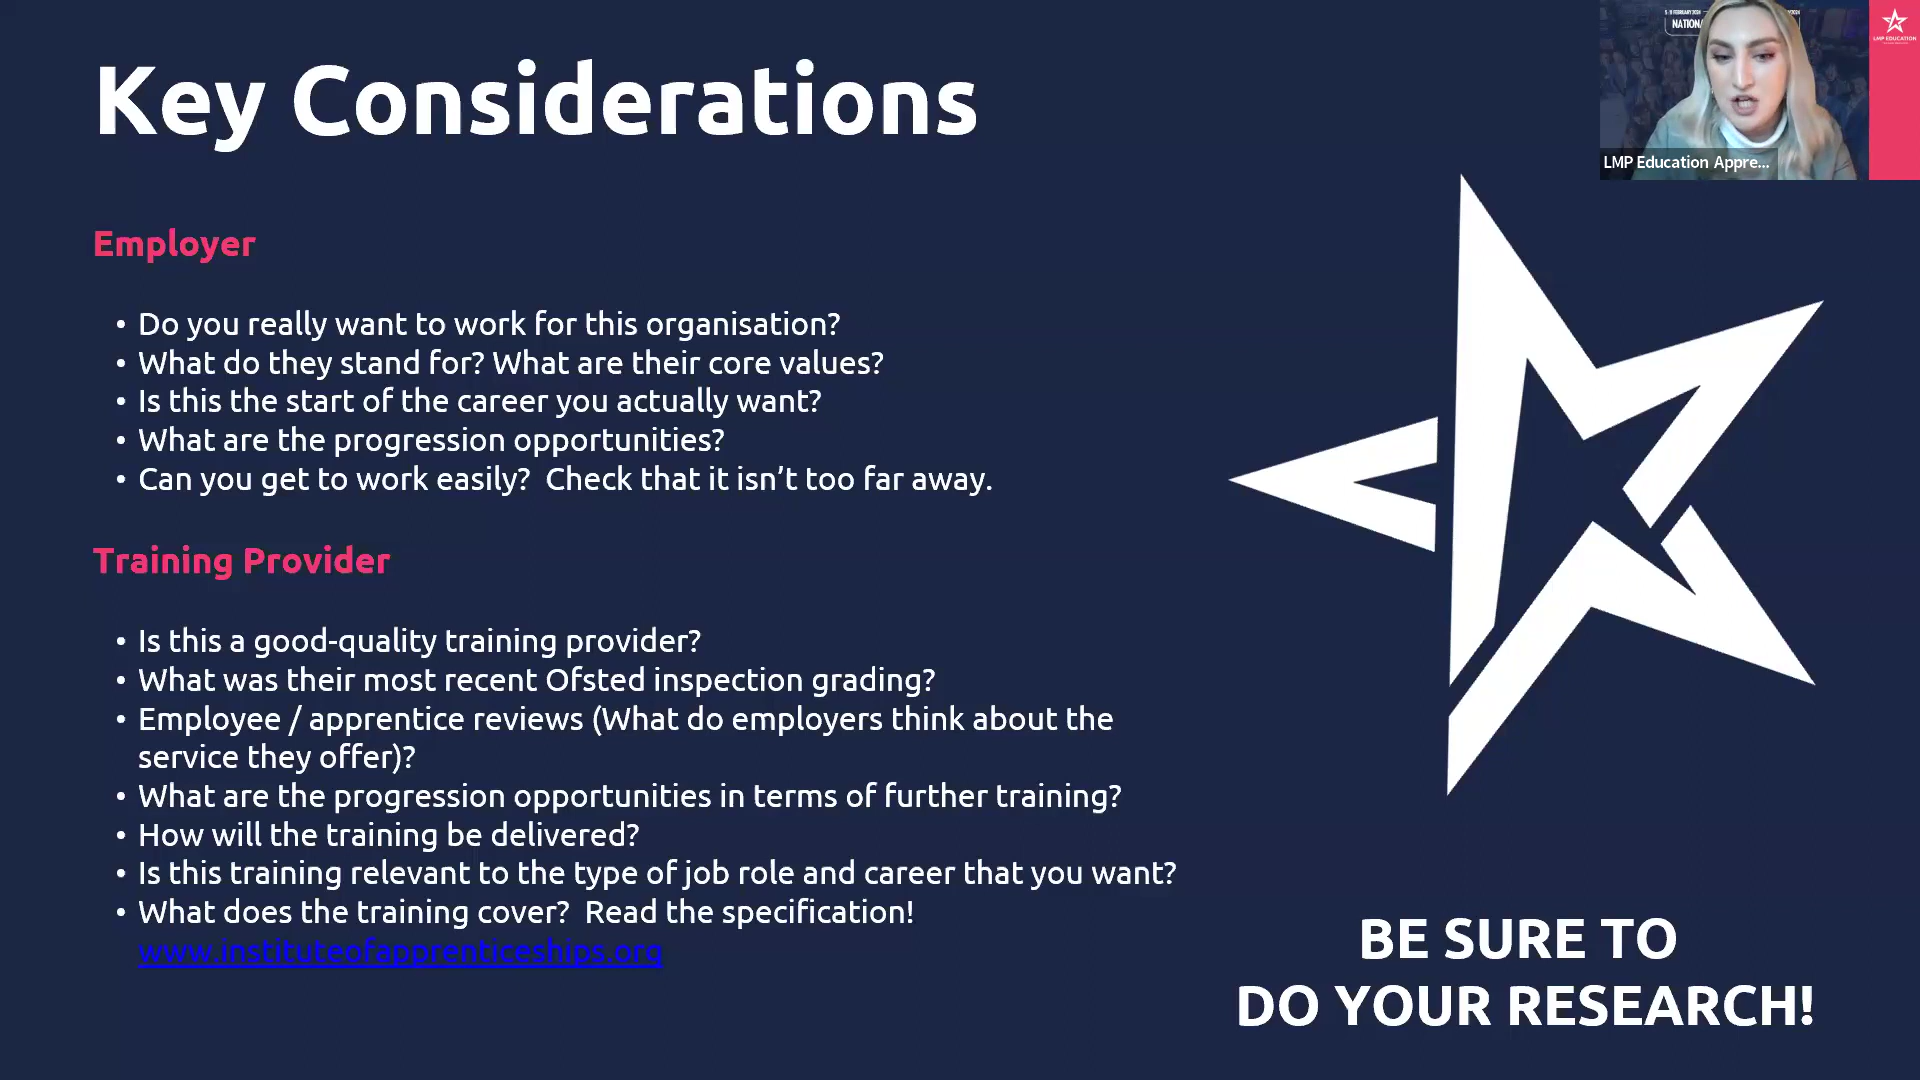 Key Considerations
Employer
• Do you really want to work for this organisation?
• What do they stand for? What are their core values?
• Is this the start of the career you actually want?
• What are the progression opportunities?
• Can you get to work easily?  Check that it isn’t too far away.
Training Provider
• Is this a good-quality training provider?
• What was their most recent Ofsted inspection grading?
• Employee / apprentice reviews (What do employers think about the
service they offer)?
• What are the progression opportunities in terms of further training?
• How will the training be delivered?
• Is this training relevant to the type of job role and career that you want?
• What does the training cover?  Read the specification!
www.instituteofapprenticeships.org
BE SURE TO
DO YOUR RESEARCH!
NATIONA
LMP EDUCATION
LMP Education Appre...